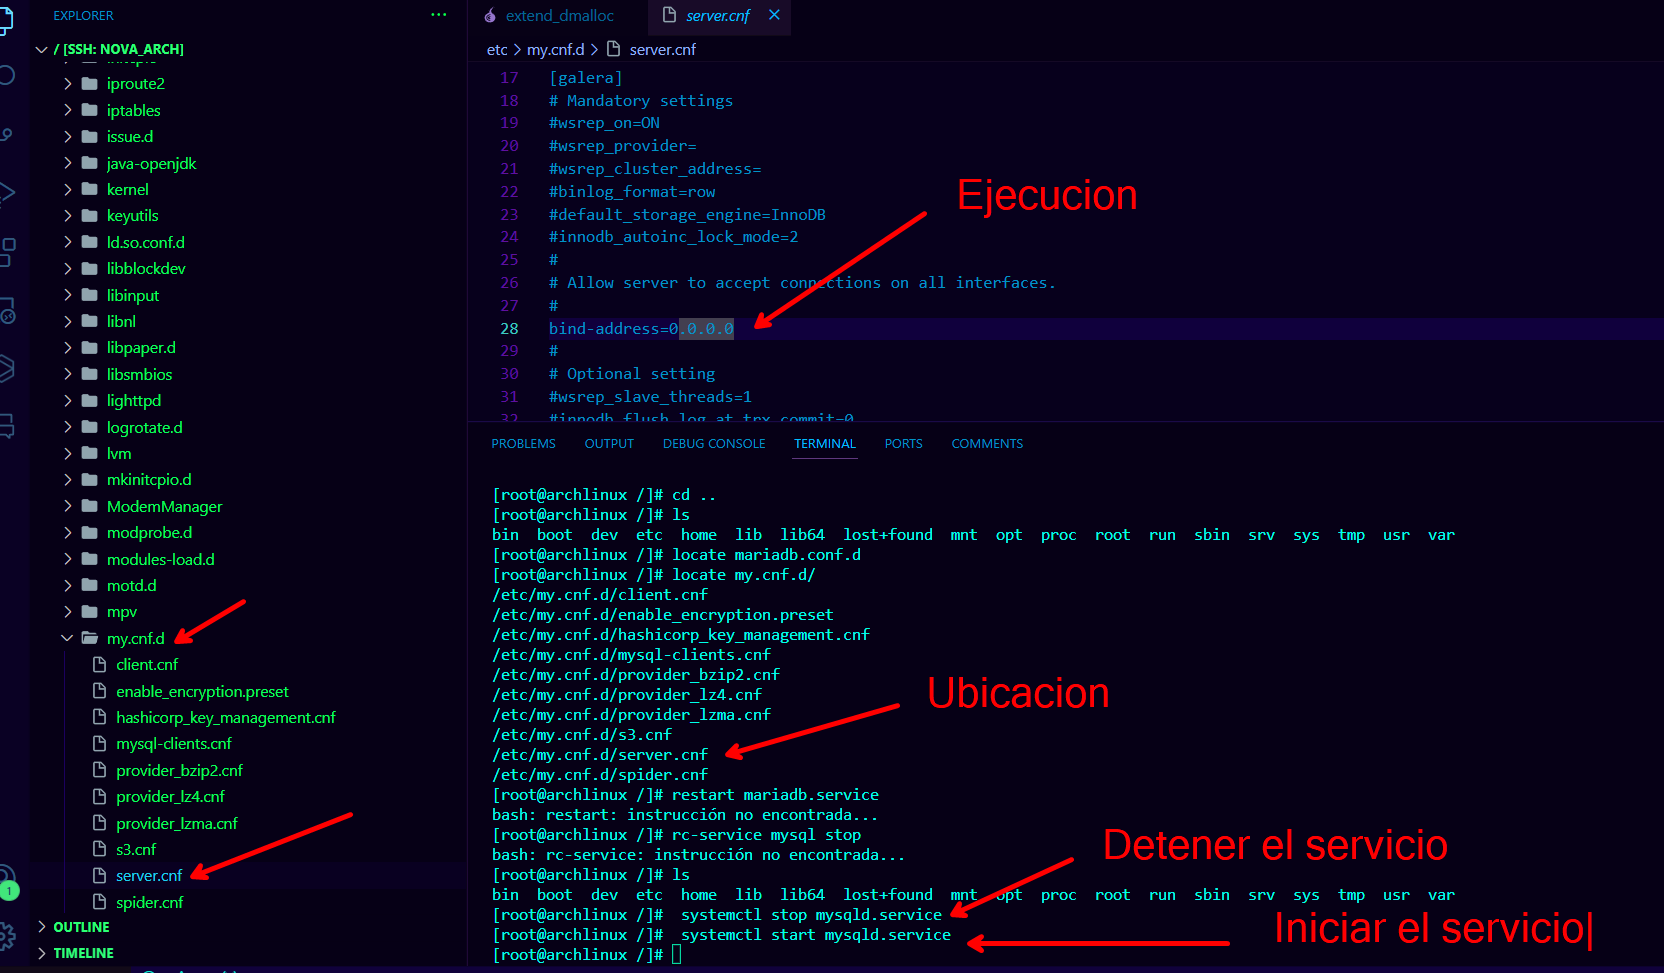 EXPLORER
/ [SSH: NOVA_ARCH]
iproute2
iptables
issue.d
java-openjdk
kernel
keyutils
ld.so.conf.d
libblockdev
libinput
libnl
libpaper.d
libsmbios
lighttpd
logrotate.d
lvm
mkinitcpio.d
ModemManager
modprobe.d
modules-load.d
motd.d
mpv
my.cnf.d
client.cnf
enable_encryption.preset
hashicorp_key_management.cnf
mysql-clients.cnf
provider_bzip2.cnf
provider_lz4.cnf
provider_lzma.cnf
s3.cnf
server.cnf
spider.cnf
OUTLINE
TIMELINE
1
extend_dmalloc
server.cnf
etc > my.cnf.d > server.cnf
17 [galera]
18 # Mandatory settings
19 #wsrep_on=ON
20 #wsrep_provider=
21 #wsrep_cluster_address=
22 #binlog_format=row
23 #default_storage_engine=InnoDB
24 #innodb_autoinc_lock_mode=2
25 #
26 # Allow server to accept connections on all interfaces.
27 #
28 bind-address=0.0.0.0
29 #
30 # Optional setting
31 #wsrep_slave_threads=1
32 #innodb_flush_log_at_trx_commit=0
Ejecucion
PROBLEMS OUTPUT DEBUG CONSOLE TERMINAL PORTS COMMENTS
[root@archlinux /]# cd ..
[root@archlinux /]# ls
bin boot dev etc home lib lib64 lost+found mnt opt proc root run sbin srv sys tmp usr var
[root@archlinux /]# locate mariadb.conf.d
[root@archlinux /]# locate my.cnf.d/
/etc/my.cnf.d/client.cnf
/etc/my.cnf.d/enable_encryption.preset
/etc/my.cnf.d/hashicorp_key_management.cnf
/etc/my.cnf.d/mysql-clients.cnf
/etc/my.cnf.d/provider_bzip2.cnf
/etc/my.cnf.d/provider_lz4.cnf
/etc/my.cnf.d/provider_lzma.cnf
/etc/my.cnf.d/s3.cnf
/etc/my.cnf.d/server.cnf
/etc/my.cnf.d/spider.cnf
Ubicacion
[root@archlinux /]# restart mariadb.service
bash: restart: instrucción no encontrada...
[root@archlinux /]# rc-service mysql stop
bash: rc-service: instrucción no encontrada...
[root@archlinux /]# ls
bin boot dev etc home lib lib64 lost+found mnt opt proc root run sbin srv sys tmp usr var
[root@archlinux /]# systemctl stop mysqld.service
[root@archlinux /]# systemctl start mysqld.service
[root@archlinux /]#
Detener el servicio
Iniciar el servicio